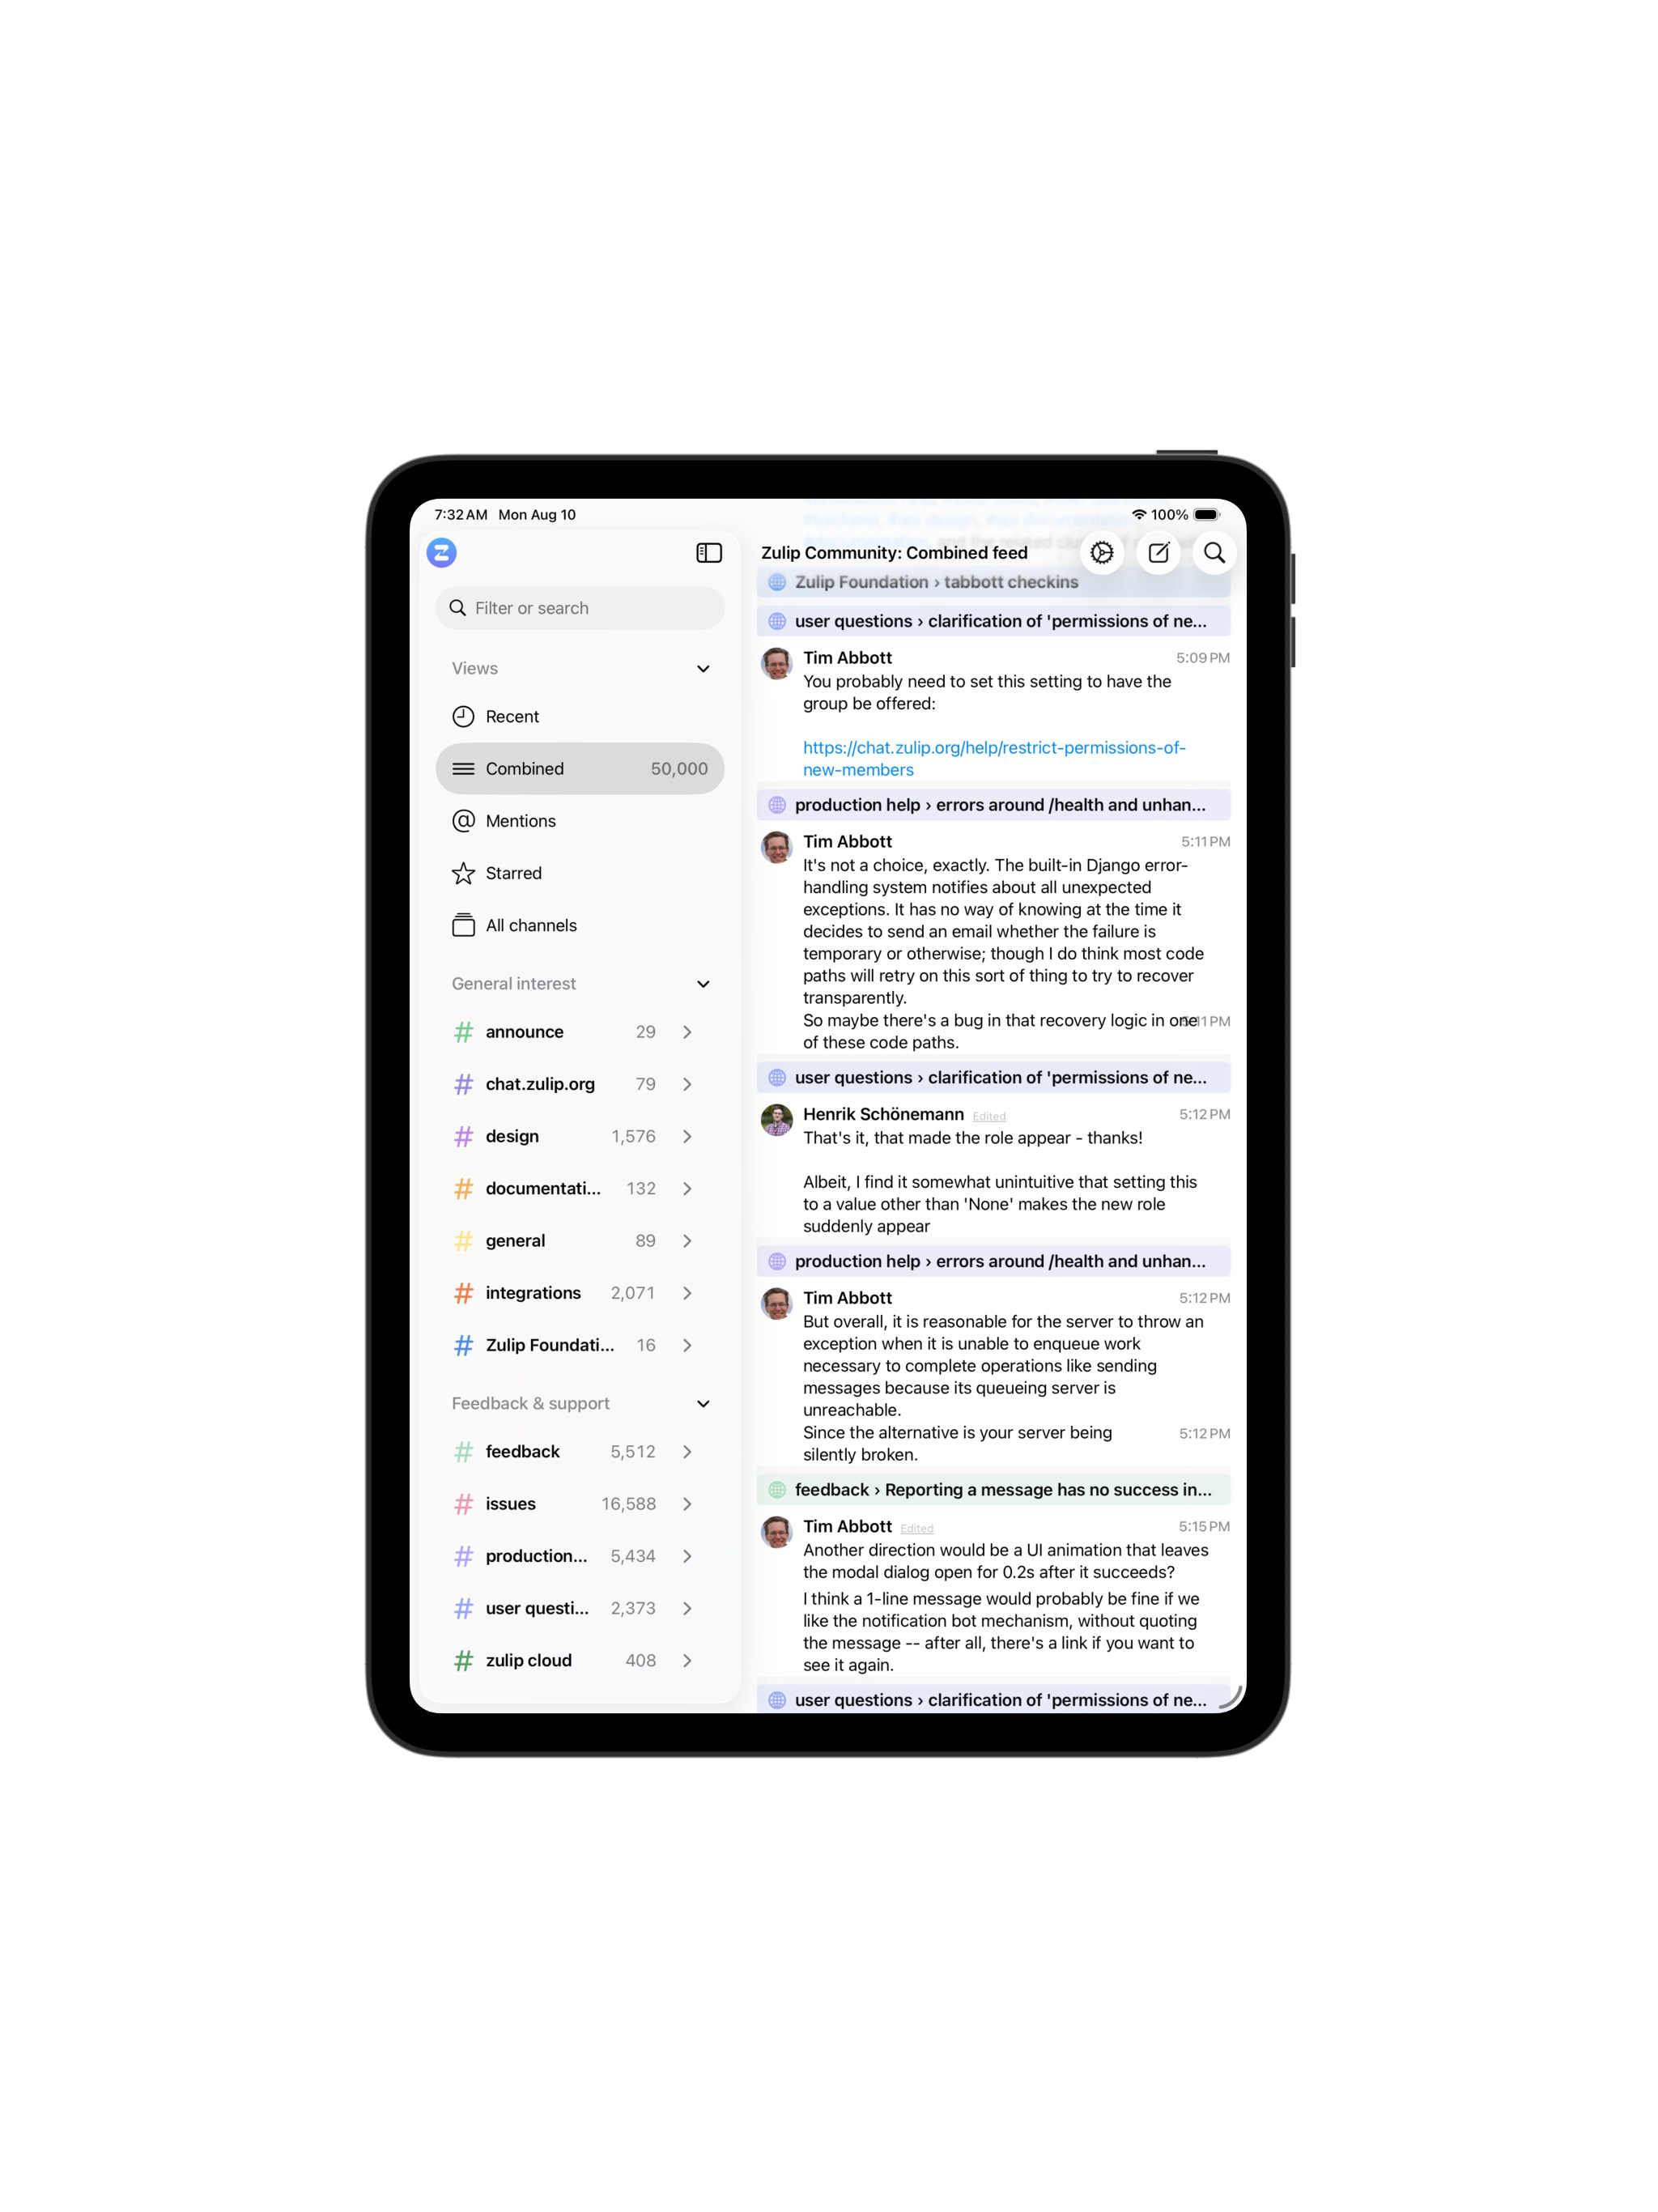 7:32 AM Mon Aug 10
100%
Z
Filter or search
Views
Recent
Combined 50,000
Mentions
Starred
All channels
General interest
# announce 29
# chat.zulip.org 79
# design 1,576
# documentati... 132
# general 89
# integrations 2,071
# Zulip Foundati... 16
Feedback & support
# feedback 5,512
# issues 16,588
# production... 5,434
# user questi... 2,373
# zulip cloud 408
#backend, #api design, #api documentation
#documentation, and the related
Zulip Community: Combined feed
Zulip Foundation › tabbott checkins
user questions › clarification of 'permissions of ne...
Tim Abbott 5:09 PM
You probably need to set this setting to have the
group be offered:
https://chat.zulip.org/help/restrict-permissions-of-
new-members
production help › errors around /health and unhan...
Tim Abbott 5:11 PM
It's not a choice, exactly. The built-in Django error-
handling system notifies about all unexpected
exceptions. It has no way of knowing at the time it
decides to send an email whether the failure is
temporary or otherwise; though I do think most code
paths will retry on this sort of thing to try to recover
transparently.
So maybe there's a bug in that recovery logic in one 5:11 PM
of these code paths.
user questions › clarification of 'permissions of ne...
Henrik Schönemann Edited 5:12 PM
That's it, that made the role appear - thanks!
Albeit, I find it somewhat unintuitive that setting this
to a value other than 'None' makes the new role
suddenly appear
production help › errors around /health and unhan...
Tim Abbott 5:12 PM
But overall, it is reasonable for the server to throw an
exception when it is unable to enqueue work
necessary to complete operations like sending
messages because its queueing server is
unreachable.
Since the alternative is your server being 5:12 PM
silently broken.
feedback › Reporting a message has no success in...
Tim Abbott Edited 5:15 PM
Another direction would be a UI animation that leaves
the modal dialog open for 0.2s after it succeeds?
I think a 1-line message would probably be fine if we
like the notification bot mechanism, without quoting
the message -- after all, there's a link if you want to
see it again.
user questions › clarification of 'permissions of ne...